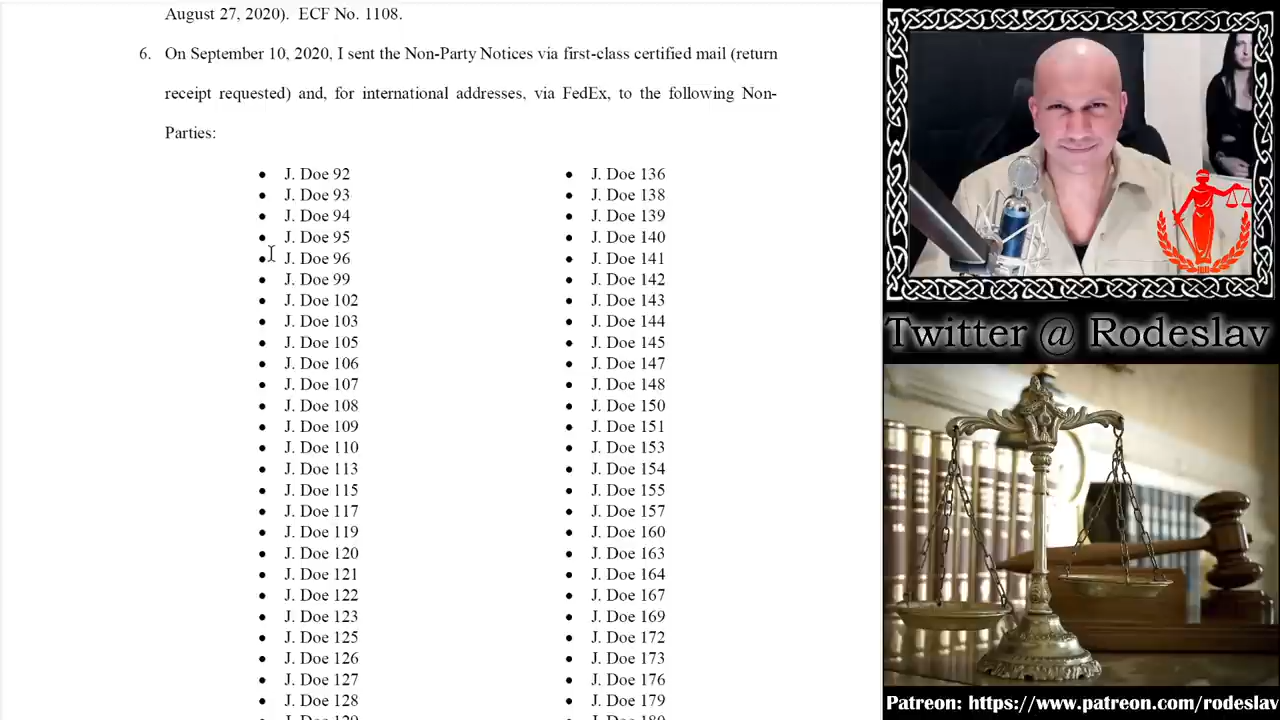 August 27, 2020).  ECF No. 1108.
6. On September 10, 2020, I sent the Non-Party Notices via first-class certified mail (return
receipt requested) and, for international addresses, via FedEx, to the following Non-
Parties:
• J. Doe 92
• J. Doe 93
• J. Doe 94
• J. Doe 95
• J. Doe 96
• J. Doe 99
• J. Doe 102
• J. Doe 103
• J. Doe 105
• J. Doe 106
• J. Doe 107
• J. Doe 108
• J. Doe 109
• J. Doe 110
• J. Doe 113
• J. Doe 115
• J. Doe 117
• J. Doe 119
• J. Doe 120
• J. Doe 121
• J. Doe 122
• J. Doe 123
• J. Doe 125
• J. Doe 126
• J. Doe 127
• J. Doe 128
• J. Doe 129
• J. Doe 136
• J. Doe 138
• J. Doe 139
• J. Doe 140
• J. Doe 141
• J. Doe 142
• J. Doe 143
• J. Doe 144
• J. Doe 145
• J. Doe 147
• J. Doe 148
• J. Doe 150
• J. Doe 151
• J. Doe 153
• J. Doe 154
• J. Doe 155
• J. Doe 157
• J. Doe 160
• J. Doe 163
• J. Doe 164
• J. Doe 167
• J. Doe 169
• J. Doe 172
• J. Doe 173
• J. Doe 176
• J. Doe 179
• J. Doe 180
Twitter @ Rodeslav
Patreon: https://www.patreon.com/rodeslav